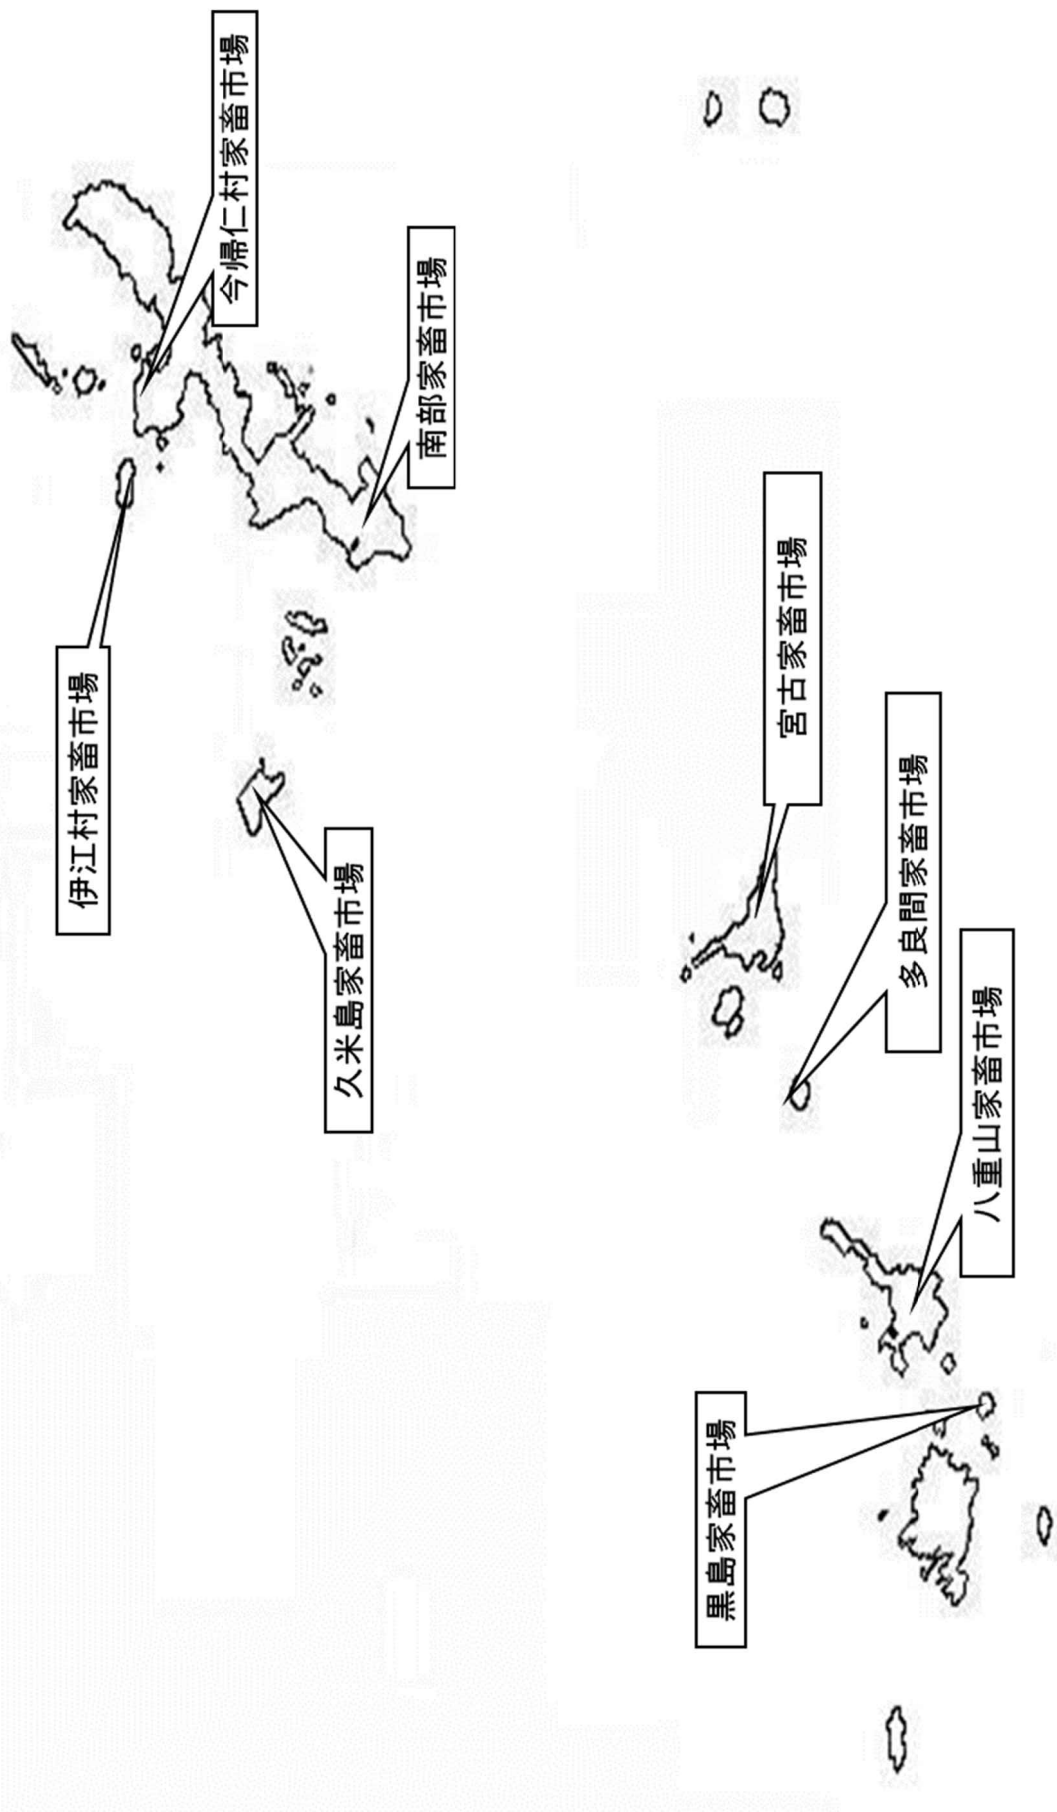 今帰仁村家畜市場
南部家畜市場
伊江村家畜市場
久米島家畜市場
宮古家畜市場
多良間家畜市場
八重山家畜市場
黒島家畜市場